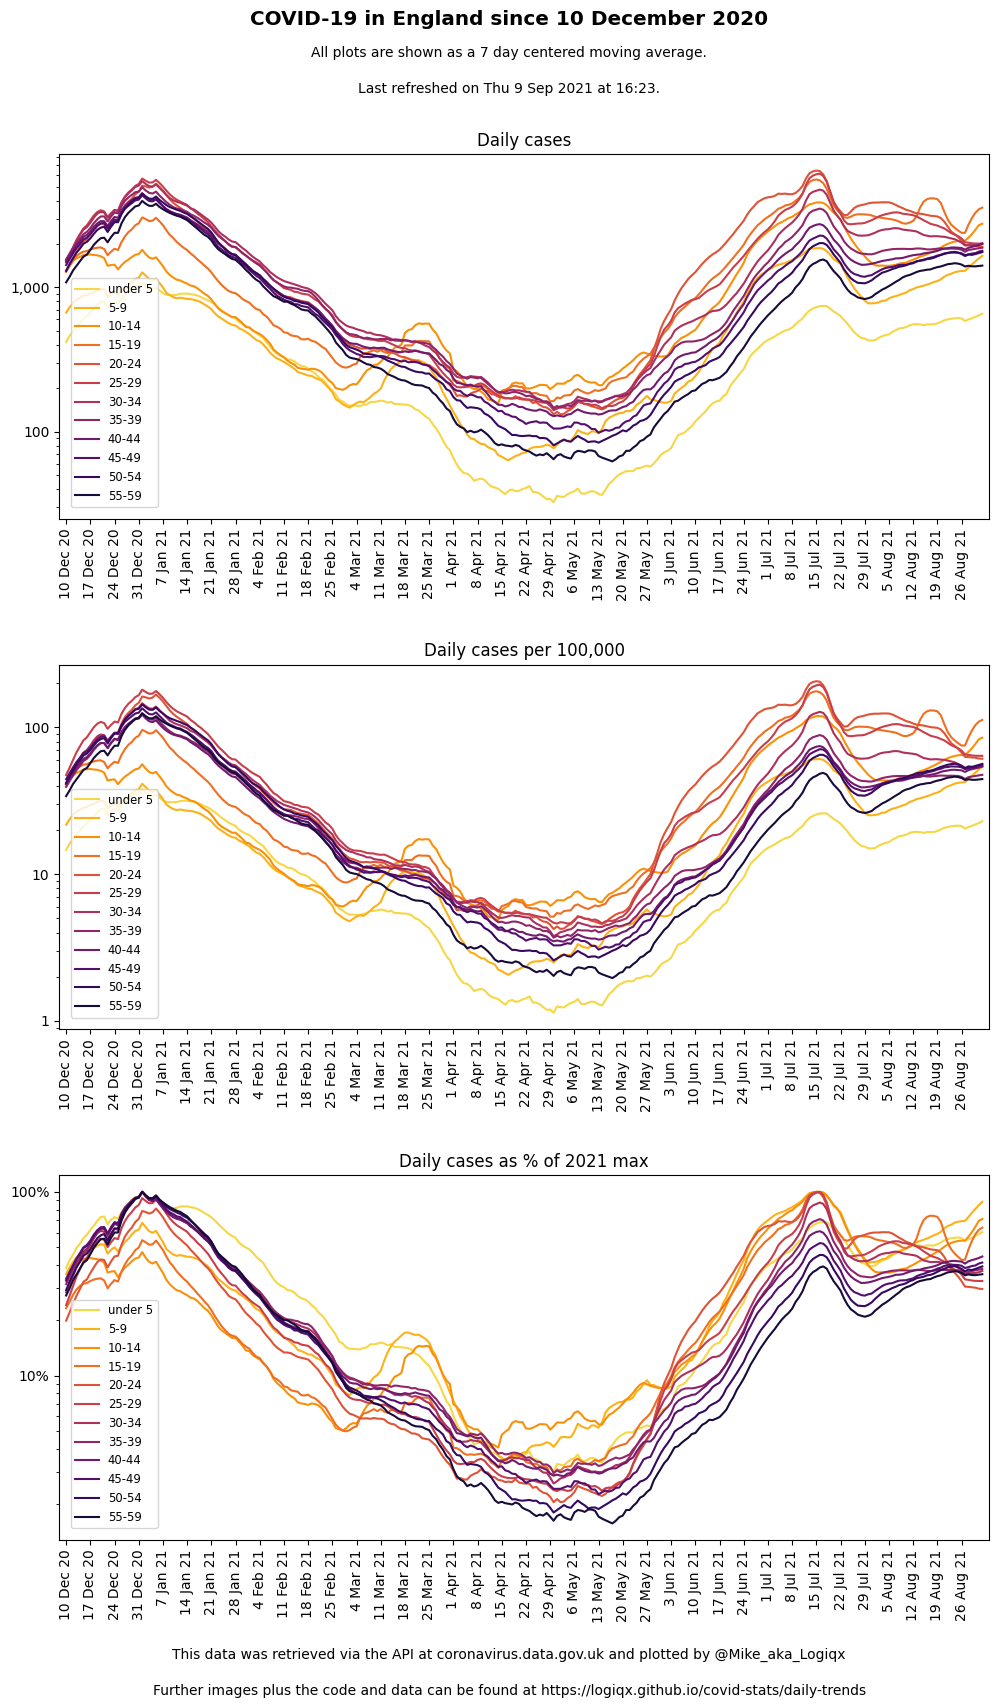 COVID-19 in England since 10 December 2020
All plots are shown as a 7 day centered moving average.
Last refreshed on Thu 9 Sep 2021 at 16:23.
Daily cases
1,000
100
under 5
5-9
10-14
15-19
20-24
25-29
30-34
35-39
40-44
45-49
50-54
55-59
10 Dec 20
17 Dec 20
24 Dec 20
31 Dec 20
7 Jan 21
14 Jan 21
21 Jan 21
28 Jan 21
4 Feb 21
11 Feb 21
18 Feb 21
25 Feb 21
4 Mar 21
11 Mar 21
18 Mar 21
25 Mar 21
1 Apr 21
8 Apr 21
15 Apr 21
22 Apr 21
29 Apr 21
6 May 21
13 May 21
20 May 21
27 May 21
3 Jun 21
10 Jun 21
17 Jun 21
24 Jun 21
1 Jul 21
8 Jul 21
15 Jul 21
22 Jul 21
29 Jul 21
5 Aug 21
12 Aug 21
19 Aug 21
26 Aug 21
Daily cases per 100,000
100
10
1
under 5
5-9
10-14
15-19
20-24
25-29
30-34
35-39
40-44
45-49
50-54
55-59
10 Dec 20
17 Dec 20
24 Dec 20
31 Dec 20
7 Jan 21
14 Jan 21
21 Jan 21
28 Jan 21
4 Feb 21
11 Feb 21
18 Feb 21
25 Feb 21
4 Mar 21
11 Mar 21
18 Mar 21
25 Mar 21
1 Apr 21
8 Apr 21
15 Apr 21
22 Apr 21
29 Apr 21
6 May 21
13 May 21
20 May 21
27 May 21
3 Jun 21
10 Jun 21
17 Jun 21
24 Jun 21
1 Jul 21
8 Jul 21
15 Jul 21
22 Jul 21
29 Jul 21
5 Aug 21
12 Aug 21
19 Aug 21
26 Aug 21
Daily cases as % of 2021 max
100%
10%
under 5
5-9
10-14
15-19
20-24
25-29
30-34
35-39
40-44
45-49
50-54
55-59
10 Dec 20
17 Dec 20
24 Dec 20
31 Dec 20
7 Jan 21
14 Jan 21
21 Jan 21
28 Jan 21
4 Feb 21
11 Feb 21
18 Feb 21
25 Feb 21
4 Mar 21
11 Mar 21
18 Mar 21
25 Mar 21
1 Apr 21
8 Apr 21
15 Apr 21
22 Apr 21
29 Apr 21
6 May 21
13 May 21
20 May 21
27 May 21
3 Jun 21
10 Jun 21
17 Jun 21
24 Jun 21
1 Jul 21
8 Jul 21
15 Jul 21
22 Jul 21
29 Jul 21
5 Aug 21
12 Aug 21
19 Aug 21
26 Aug 21
This data was retrieved via the API at coronavirus.data.gov.uk and plotted by @Mike_aka_Logiqx
Further images plus the code and data can be found at https://logiqx.github.io/covid-stats/daily-trends